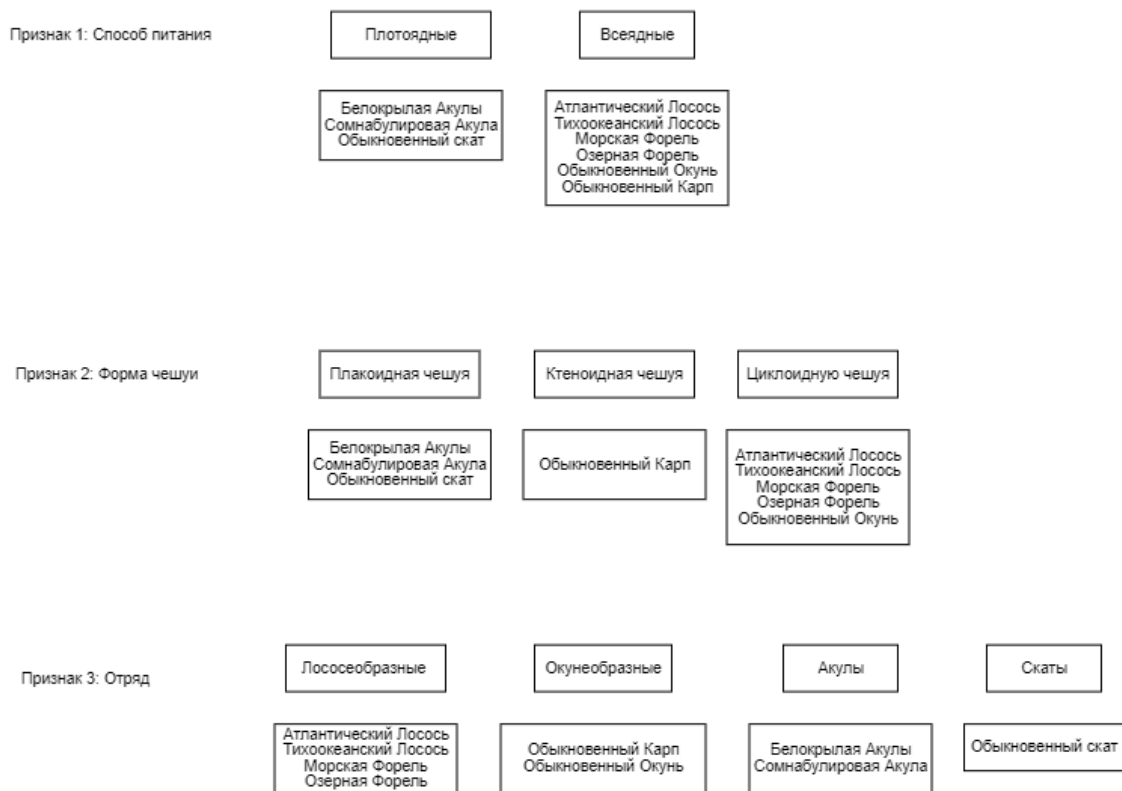 Признак 1: Способ питания
Плотоядные
Всеядные
Белокрылая Акулы
Сомнабулировая Акула
Обыкновенный скат
Атлантический Лосось
Тихоокеанский Лосось
Морская Форель
Озерная Форель
Обыкновенный Окунь
Обыкновенный Карп
Признак 2: Форма чешуи
Плакоидная чешуя
Ктеноидная чешуя
Циклоидную чешуя
Белокрылая Акулы
Сомнабулировая Акула
Обыкновенный скат
Обыкновенный Карп
Атлантический Лосось
Тихоокеанский Лосось
Морская Форель
Озерная Форель
Обыкновенный Окунь
Признак 3: Отряд
Лососеобразные
Окунеобразные
Акулы
Скаты
Атлантический Лосось
Тихоокеанский Лосось
Морская Форель
Озерная Форель
Обыкновенный Карп
Обыкновенный Окунь
Белокрылая Акулы
Сомнабулировая Акула
Обыкновенный скат